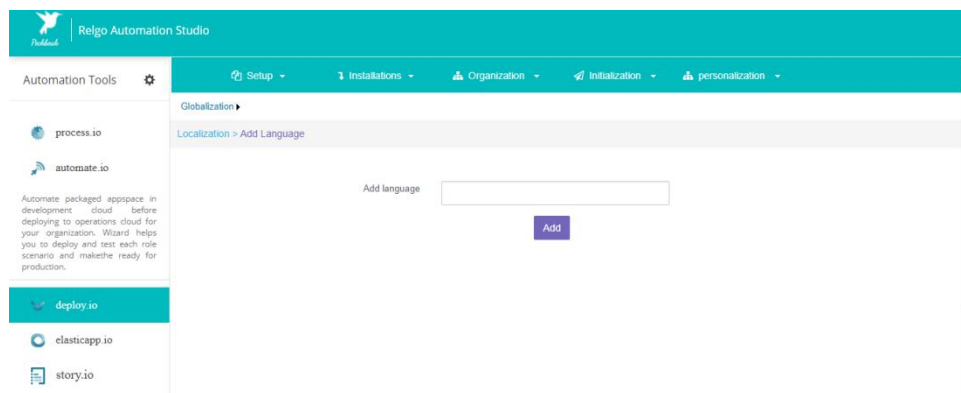 Relgo Automation Studio
Automation Tools
Setup
Installations
Organization
Initialization
personalization
Globalization
Localization > Add Language
process.io
automate.io
Automate packaged appspace in
development cloud before
deploying to operations cloud for
your organization. Wizard helps
you to deploy and test each role
scenario and makethe ready for
production.
deploy.io
elasticapp.io
story.io
Add language
Add